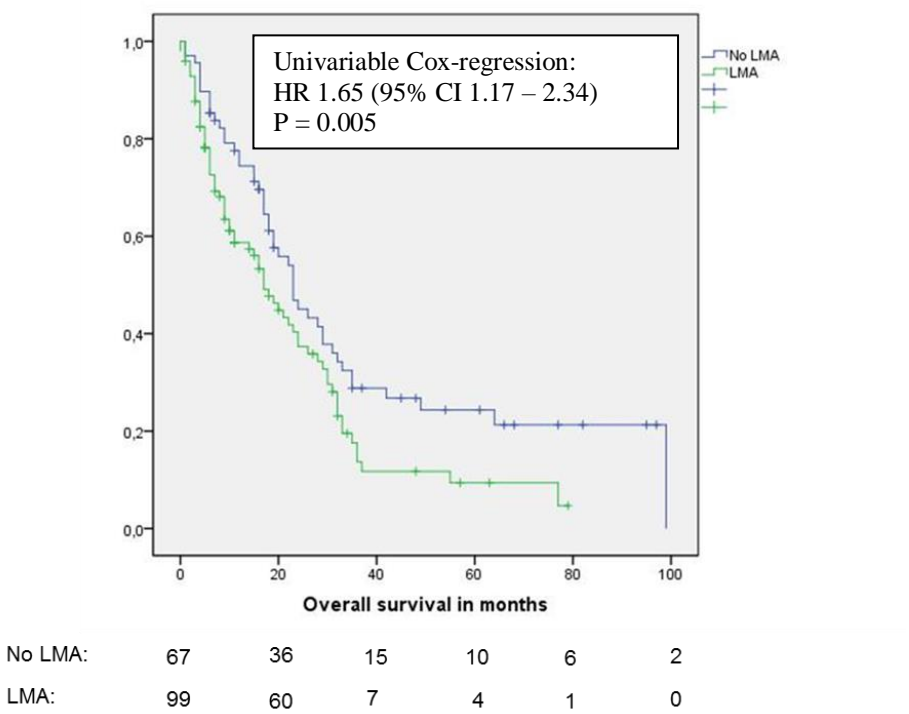 Univariable Cox-regression:
HR 1.65 (95% CI 1.17 – 2.34)
P = 0.005
No LMA
LMA
1,0
0,8
0,6
0,4
0,2
0,0
0 20 40 60 80 100
Overall survival in months
No LMA: 67 36 15 10 6 2
LMA: 99 60 7 4 1 0